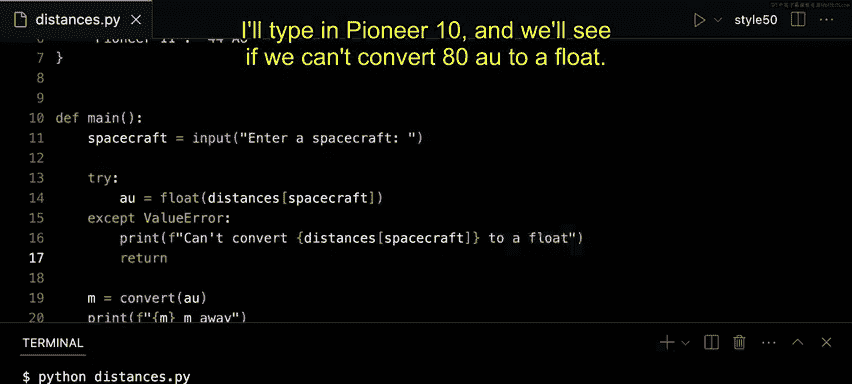 distances.py
style50
I'll type in Pioneer 10, and we'll see
if we can't convert 80 au to a float.
7 }
8
9
10 def main():
11 spacecraft = input("Enter a spacecraft: ")
12
13 try:
14 au = float(distances[spacecraft])
15 except ValueError:
16 print(f"Can't convert {distances[spacecraft]} to a float")
17 return
18
19 m = convert(au)
20 print(f"{m} m away")
TERMINAL
$ python distances.py